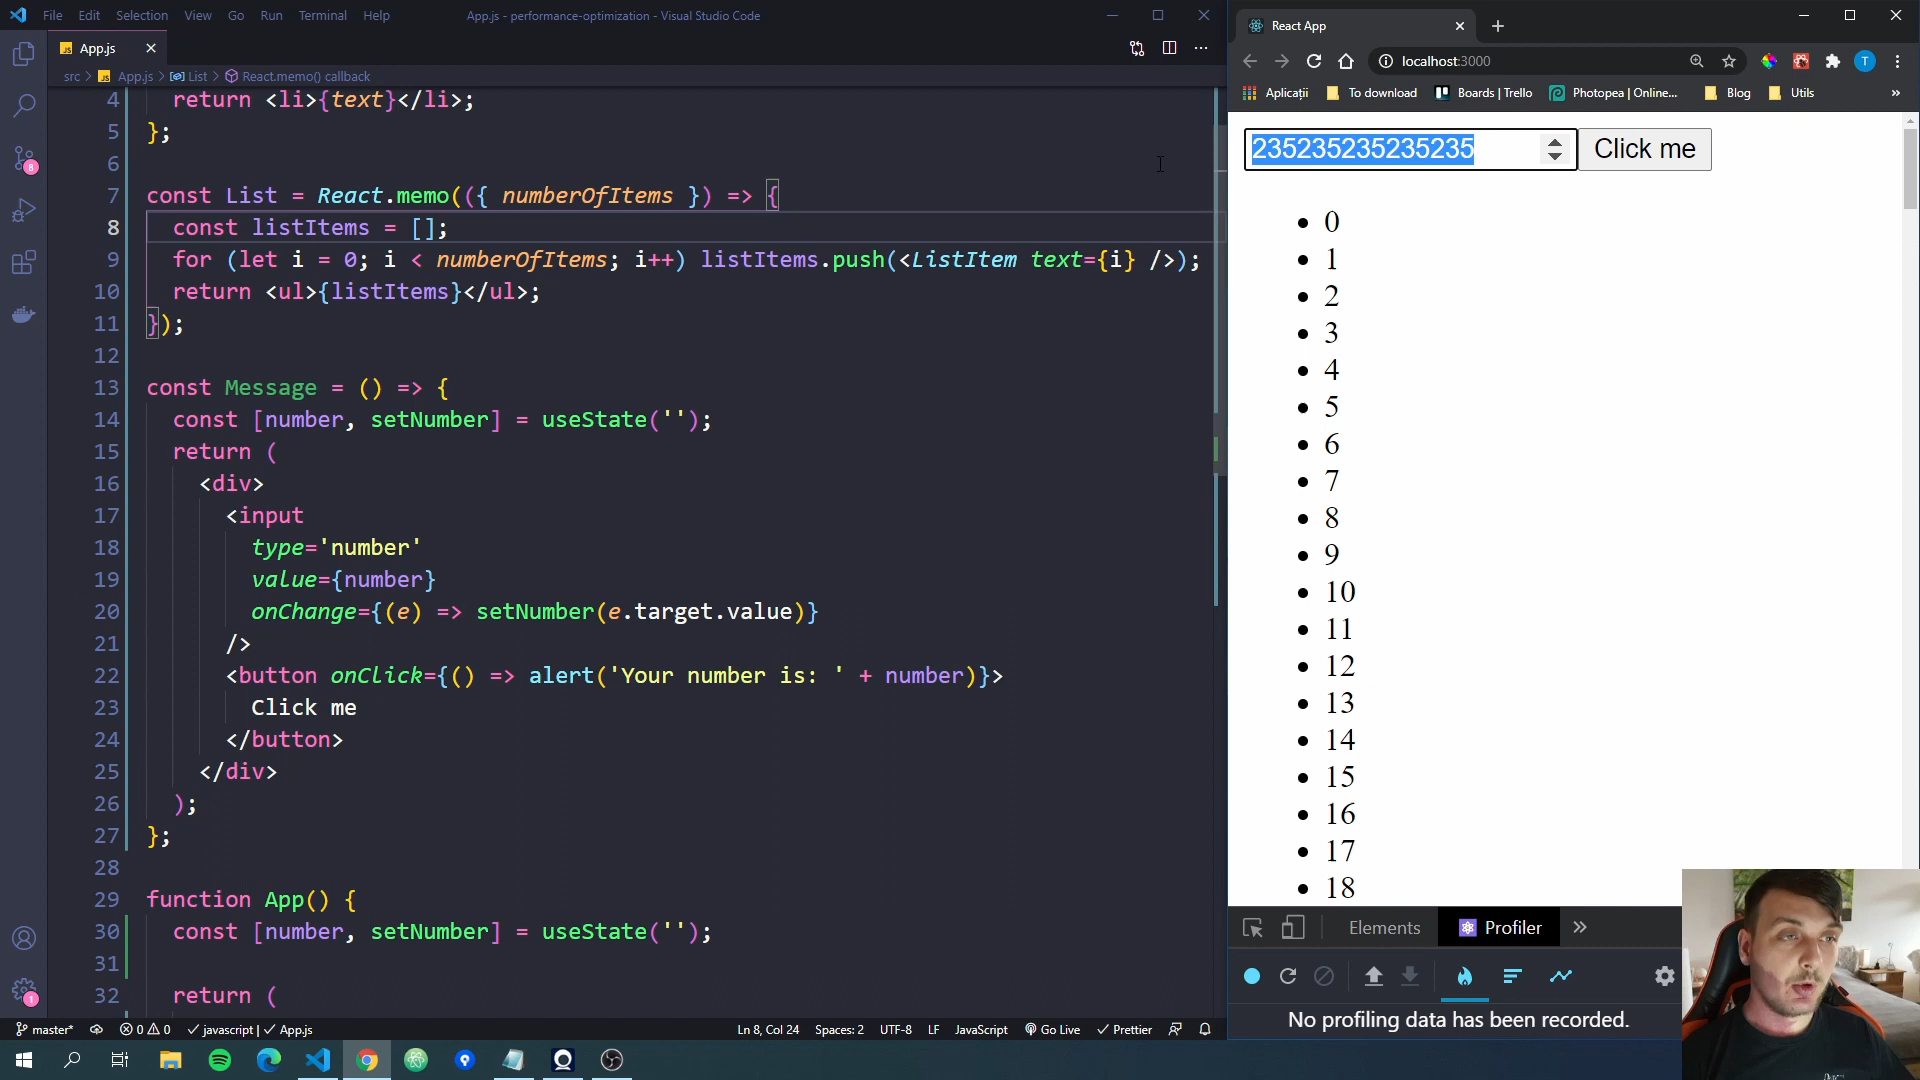 File Edit Selection View Go Run Terminal Help
App.js - performance-optimization - Visual Studio Code
App.js
src > App.js > List > React.memo() callback
4 return <li>{text}</li>;
5 };
6
7 const List = React.memo(({ numberOfItems }) => {
8 const listItems = [];
9 for (let i = 0; i < numberOfItems; i++) listItems.push(<ListItem text={i} />);
10 return <ul>{listItems}</ul>;
11 });
12
13 const Message = () => {
14 const [number, setNumber] = useState('');
15 return (
16 <div>
17 <input
18 type='number'
19 value={number}
20 onChange={(e) => setNumber(e.target.value)}
21 />
22 <button onClick={() => alert('Your number is: ' + number)}>
23 Click me
24 </button>
25 </div>
26 );
27 };
28
29 function App() {
30 const [number, setNumber] = useState('');
31
32 return (
8
1
master* 0 0 javascript | App.js
Ln 8, Col 24 Spaces: 2 UTF-8 LF JavaScript Go Live Prettier
React App
localhost:3000
T
Aplicații To download Boards | Trello Photopea | Online... Blog Utils »
235235235235235 Click me
0
1
2
3
4
5
6
7
8
9
10
11
12
13
14
15
16
17
18
Elements Profiler »
No profiling data has been recorded.